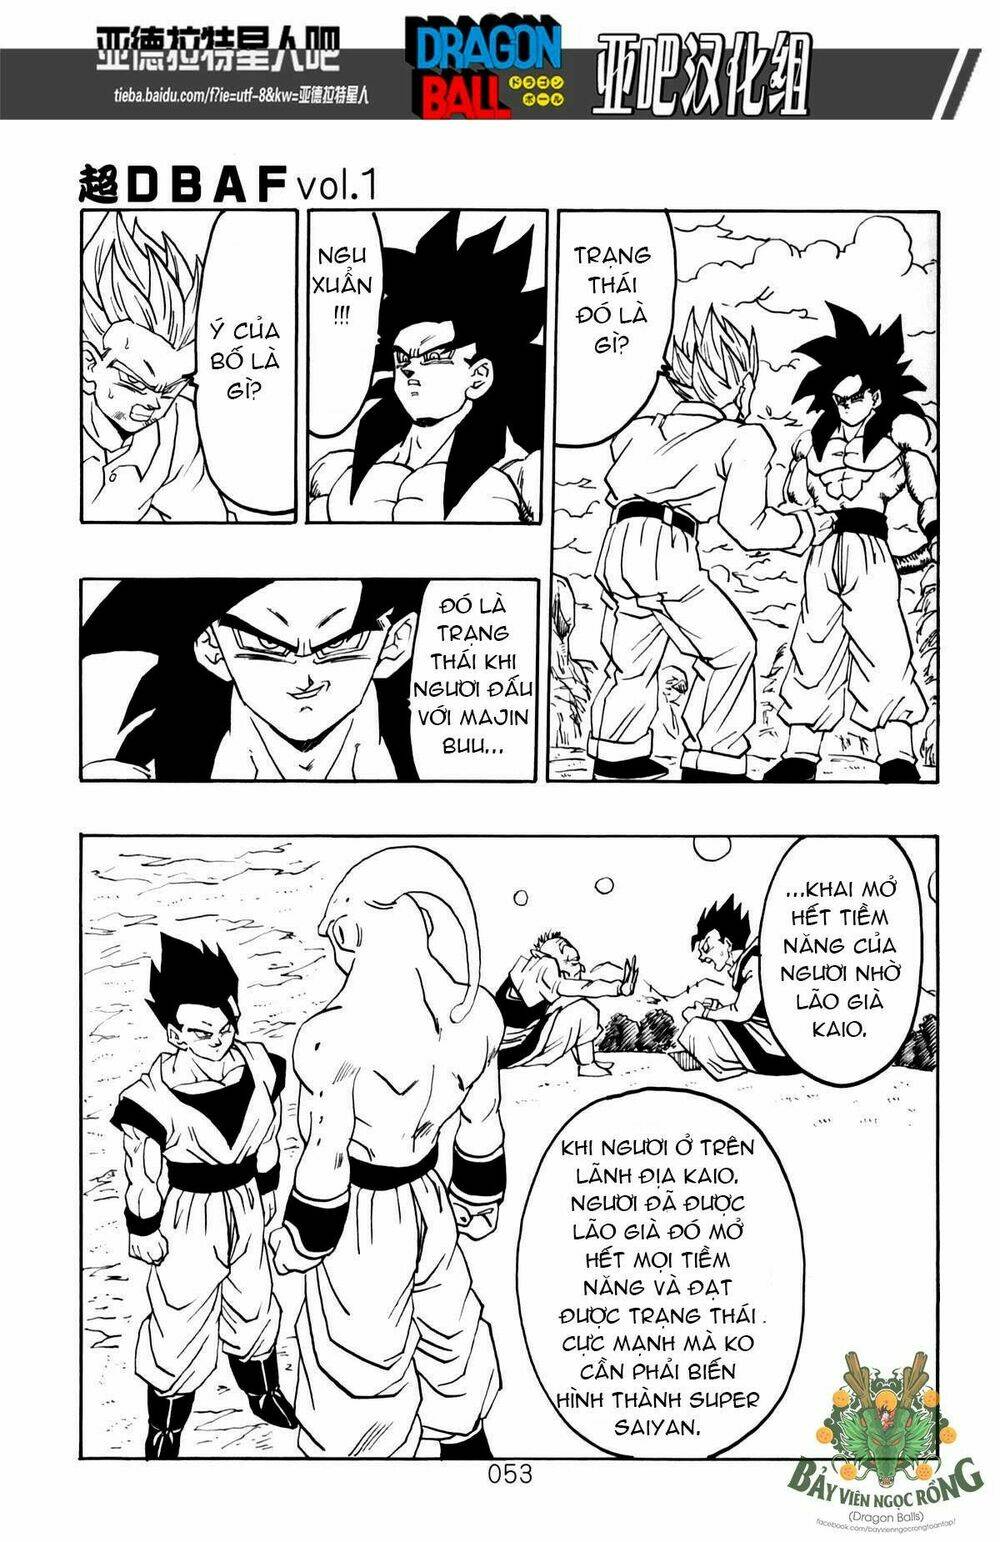 亚德拉特星人吧
tieba.baidu.com/f?ie=utf-8&kw=亚德拉特星人
DRAGON
BALL
ドラゴン
ボール
亚吧汉化组
超DBAF vol.1
TRẠNG
THÁI
ĐÓ LÀ
GÌ?
NGU
XUẨN
!!!
Ý CỦA
BỐ LÀ
GÌ?
ĐÓ LÀ
TRẠNG
THÁI KHI
NGƯƠI ĐẤU
VỚI MAJIN
BUU...
...KHAI MỞ
HẾT TIỀM
NĂNG CỦA
NGƯƠI NHỜ
LÃO GIÀ
KAIO.
KHI NGƯƠI Ở TRÊN
LÃNH ĐỊA KAIO.
NGƯƠI ĐÃ ĐƯỢC
LÃO GIÀ ĐÓ MỞ
HẾT MỌI TIỀM
NĂNG VÀ ĐẠT
ĐƯỢC TRẠNG THÁI
CỰC MẠNH MÀ KO
CẦN PHẢI BIẾN
HÌNH THÀNH SUPER
SAIYAN.
053
BẢY VIÊN NGỌC RỒNG
(Dragon Balls)
facebook.com/bayvienngocrongtoantap/